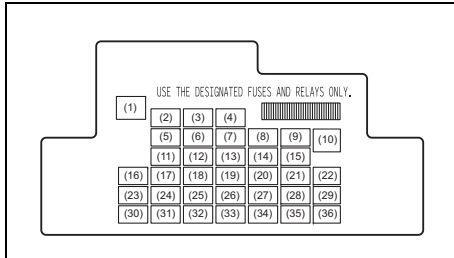 USE THE DESIGNATED FUSES AND RELAYS ONLY.
(1)
(2) (3) (4)
(5) (6) (7) (8) (9) (10)
(11) (12) (13) (14) (15)
(16) (17) (18) (19) (20) (21) (22)
(23) (24) (25) (26) (27) (28) (29)
(30) (31) (32) (33) (34) (35) (36)